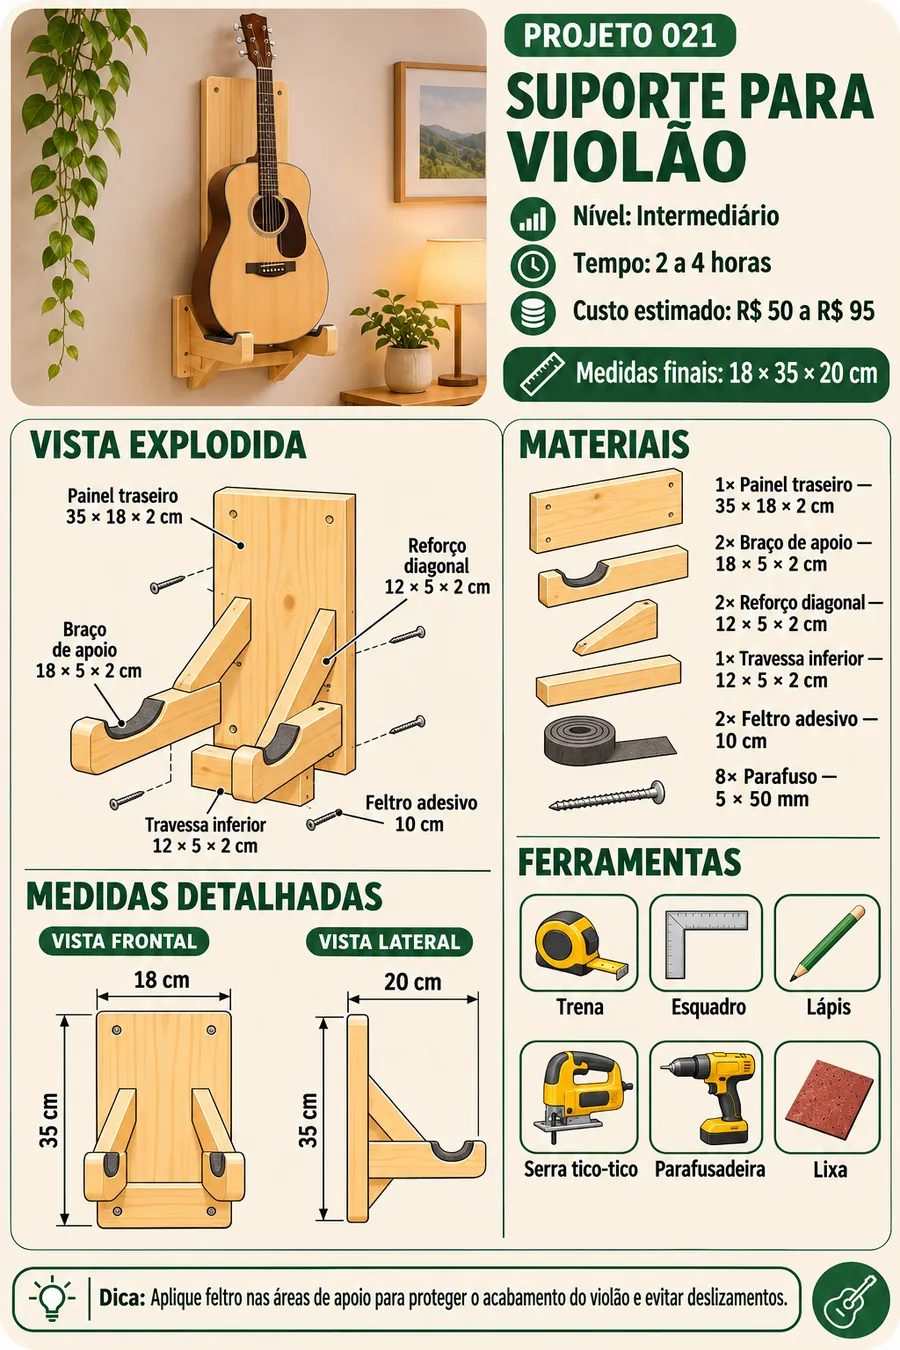 PROJETO 021
SUPORTE PARA
VIOLÃO
Nível: Intermediário
Tempo: 2 a 4 horas
Custo estimado: R$ 50 a R$ 95
Medidas finais: 18 × 35 × 20 cm
VISTA EXPLODIDA
Painel traseiro
35 × 18 × 2 cm
Reforço
diagonal
12 × 5 × 2 cm
Braço
de apoio
18 × 5 × 2 cm
Travessa inferior
12 × 5 × 2 cm
Feltro adesivo
10 cm
MATERIAIS
1× Painel traseiro —
35 × 18 × 2 cm
2× Braço de apoio —
18 × 5 × 2 cm
2× Reforço diagonal —
12 × 5 × 2 cm
1× Travessa inferior —
12 × 5 × 2 cm
2× Feltro adesivo —
10 cm
8× Parafuso —
5 × 50 mm
MEDIDAS DETALHADAS
VISTA FRONTAL
18 cm
35 cm
VISTA LATERAL
20 cm
35 cm
FERRAMENTAS
Trena
Esquadro
Lápis
Serra tico-tico
Parafusadeira
Lixa
Dica: Aplique feltro nas áreas de apoio para proteger o acabamento do violão e evitar deslizamentos.